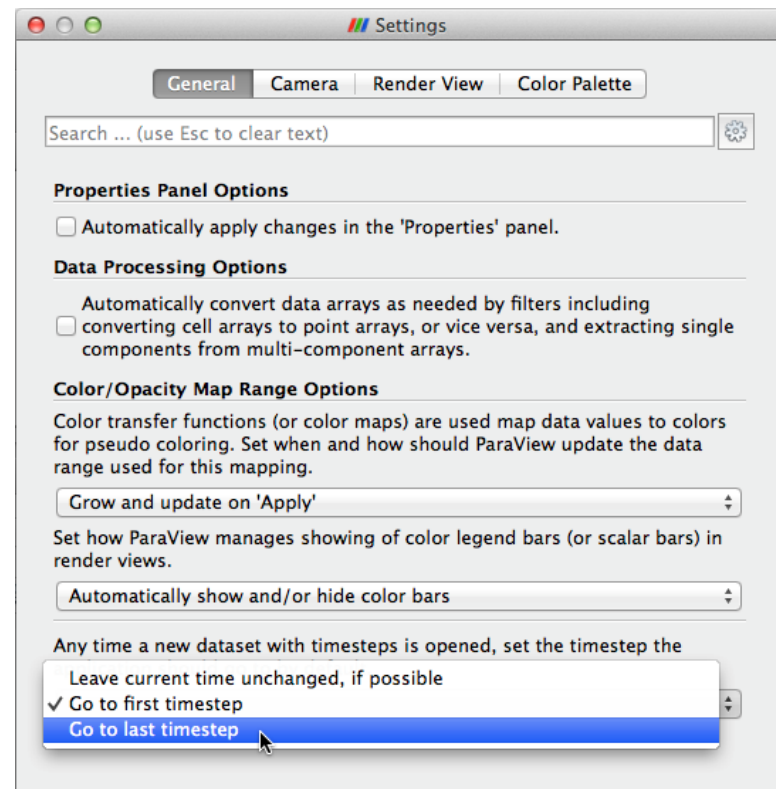 Settings
General Camera Render View Color Palette
Search ... (use Esc to clear text)
Properties Panel Options
Automatically apply changes in the 'Properties' panel.
Data Processing Options
Automatically convert data arrays as needed by filters including
converting cell arrays to point arrays, or vice versa, and extracting single
components from multi-component arrays.
Color/Opacity Map Range Options
Color transfer functions (or color maps) are used map data values to colors
for pseudo coloring. Set when and how should ParaView update the data
range used for this mapping.
Grow and update on 'Apply'
Set how ParaView manages showing of color legend bars (or scalar bars) in
render views.
Automatically show and/or hide color bars
Any time a new dataset with timesteps is opened, set the timestep the
Leave current time unchanged, if possible
✓ Go to first timestep
Go to last timestep